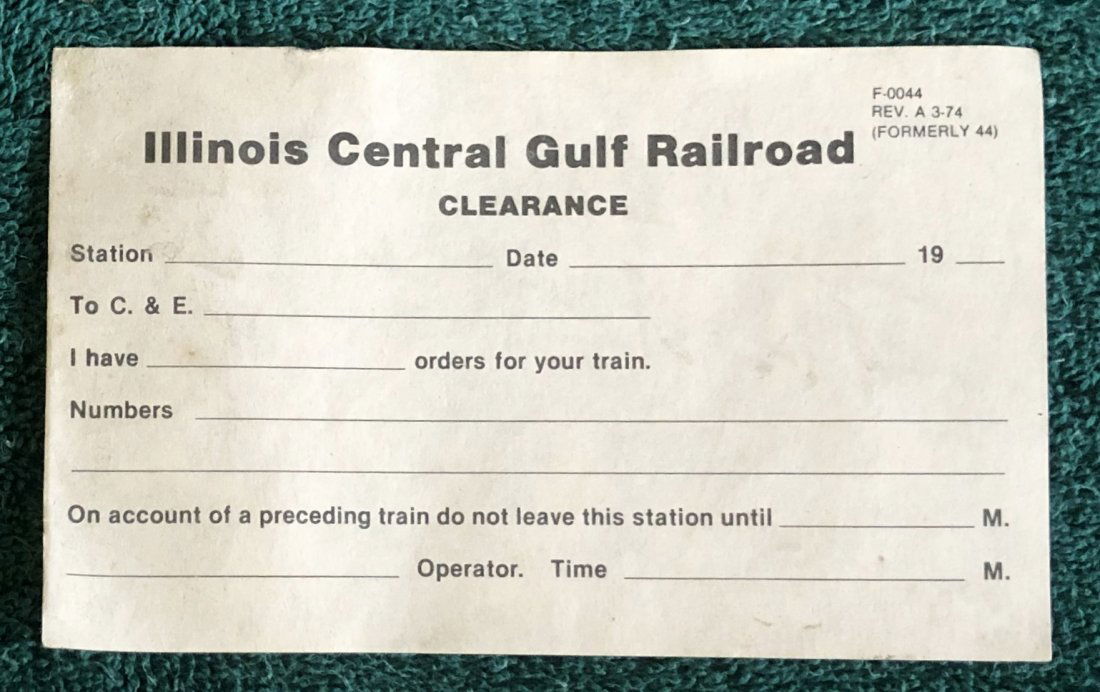 F-0044
REV. A 3-74
(FORMERLY 44)
Illinois Central Gulf Railroad
CLEARANCE
Station Date 19
To C. & E.
I have orders for your train.
Numbers
On account of a preceding train do not leave this station until M.
Operator. Time M.